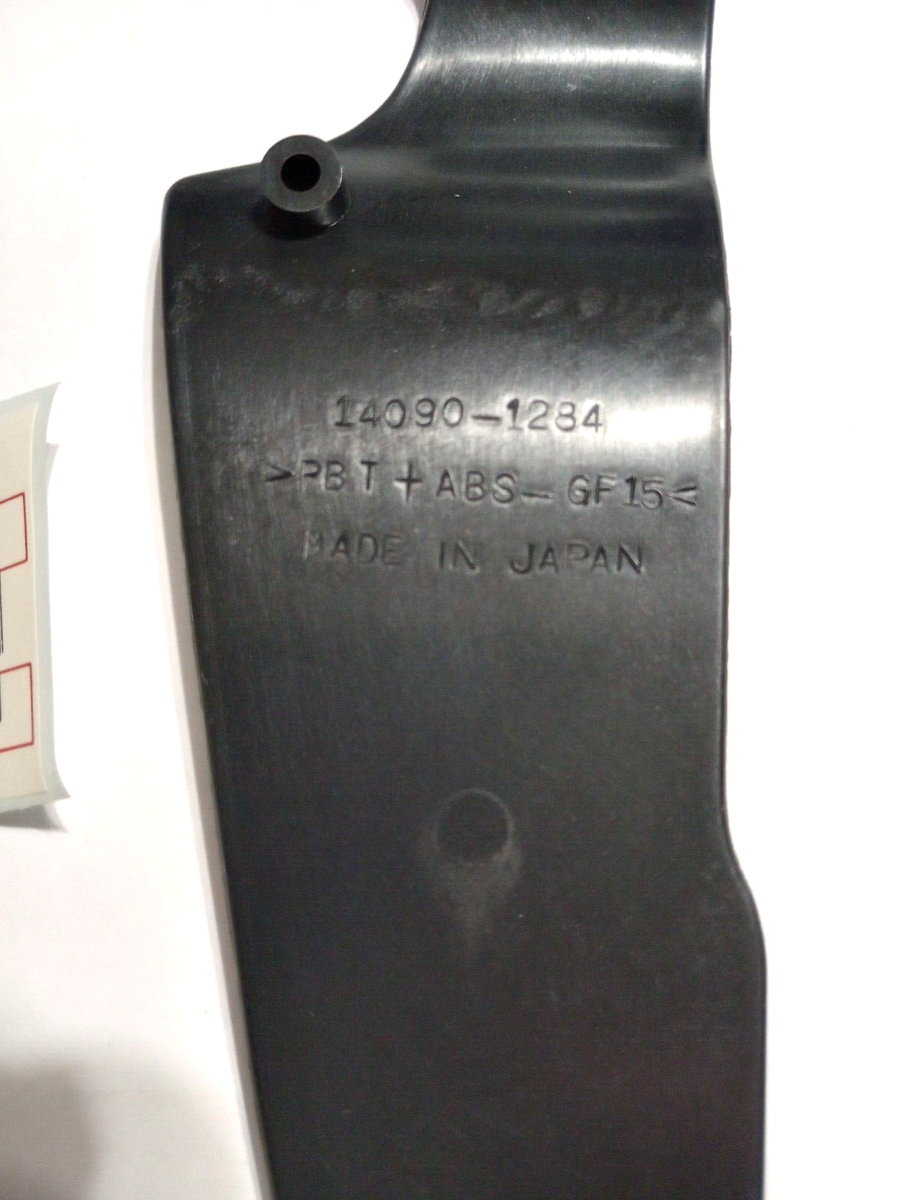 14090-1284
>PBT+ABS-GF15<
MADE IN JAPAN